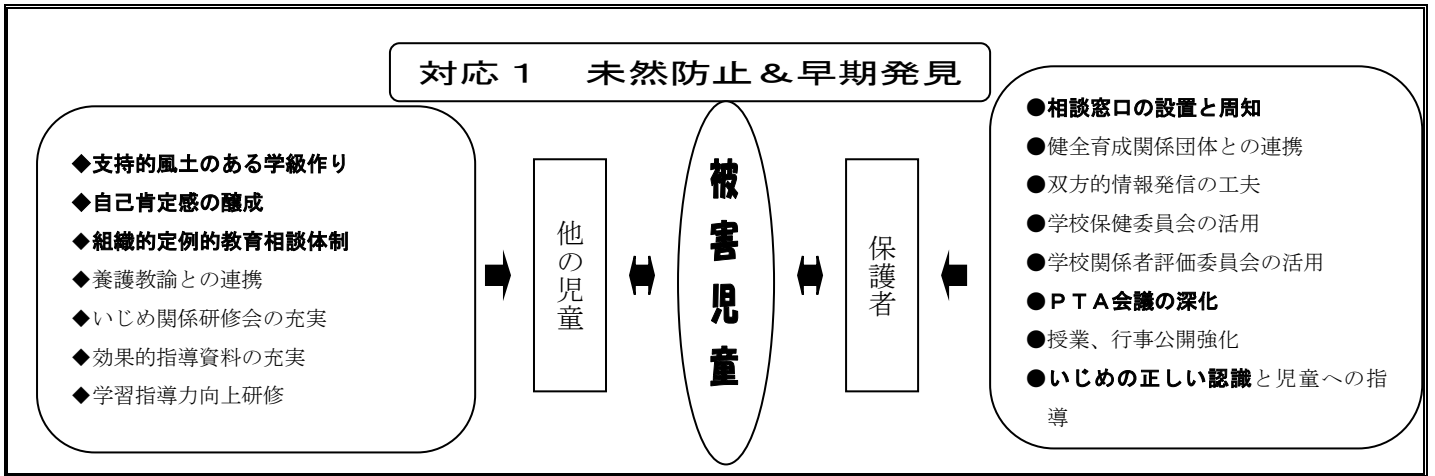 対応１　未然防止＆早期発見
◆支持的風土のある学級作り
◆自己肯定感の醸成
◆組織的定例的教育相談体制
◆養護教諭との連携
◆いじめ関係研修会の充実
◆効果的指導資料の充実
◆学習指導力向上研修
他の児童
被害児童
保護者
●相談窓口の設置と周知
●健全育成関係団体との連携
●双方的情報発信の工夫
●学校保健委員会の活用
●学校関係者評価委員会の活用
●ＰＴＡ会議の深化
●授業、行事公開強化
●いじめの正しい認識と児童への指
導